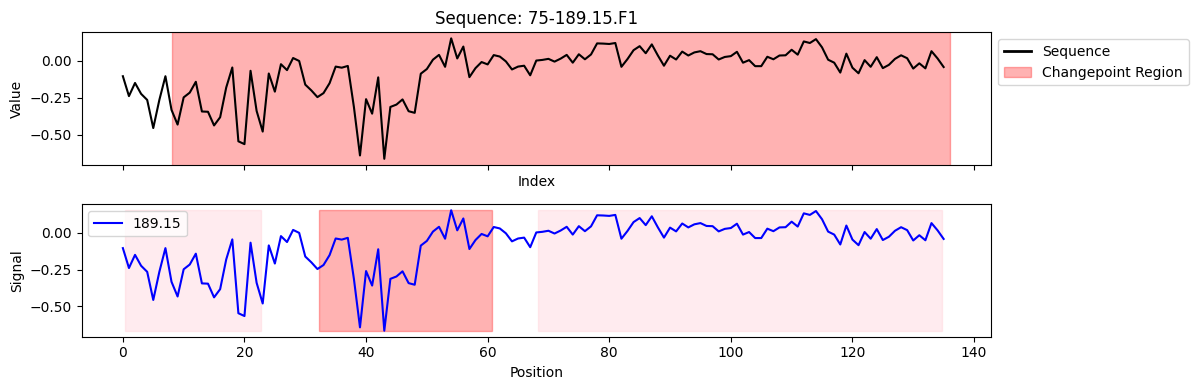 Sequence: 75-189.15.F1
0.00
−0.25
−0.50
Value
Index
Sequence
Changepoint Region
189.15
0.00
−0.25
−0.50
Signal
0 20 40 60 80 100 120 140
Position